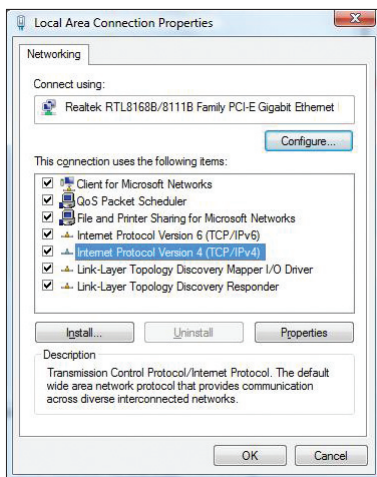 Local Area Connection Properties
Networking
Connect using:
Realtek RTL8168B/8111B Family PCI-E Gigabit Ethernet
Configure...
This connection uses the following items:
Client for Microsoft Networks
QoS Packet Scheduler
File and Printer Sharing for Microsoft Networks
Internet Protocol Version 6 (TCP/IPv6)
Internet Protocol Version 4 (TCP/IPv4)
Link-Layer Topology Discovery Mapper I/O Driver
Link-Layer Topology Discovery Responder
Install... Uninstall Properties
Description
Transmission Control Protocol/Internet Protocol. The default
wide area network protocol that provides communication
across diverse interconnected networks.
OK Cancel